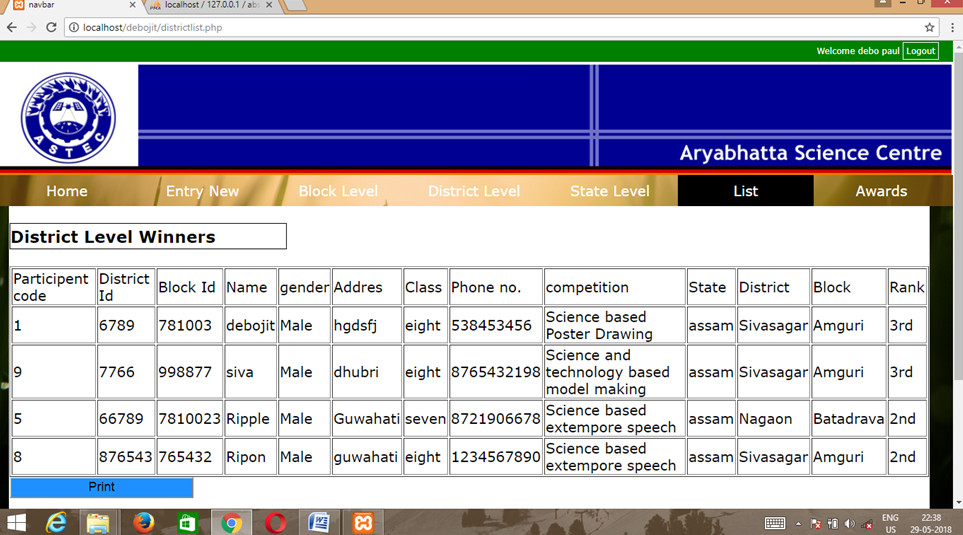 navbar
localhost / 127.0.0.1 / abs
localhost/debojit/districtlist.php
Welcome debo paul Logout
ASTEC
Aryabhatta Science Centre
Home Entry New Block Level District Level State Level List Awards
District Level Winners
Participent code District Id Block Id Name gender Addres Class Phone no. competition State District Block Rank
1 6789 781003 debojit Male hgdsfj eight 538453456 Science based Poster Drawing assam Sivasagar Amguri 3rd
9 7766 998877 siva Male dhubri eight 8765432198 Science and technology based model making assam Sivasagar Amguri 3rd
5 66789 7810023 Ripple Male Guwahati seven 8721906678 Science based extempore speech assam Nagaon Batadrava 2nd
8 876543 765432 Ripon Male guwahati eight 1234567890 Science based extempore speech assam Sivasagar Amguri 2nd
Print
ENG 22:38
US 29-05-2018